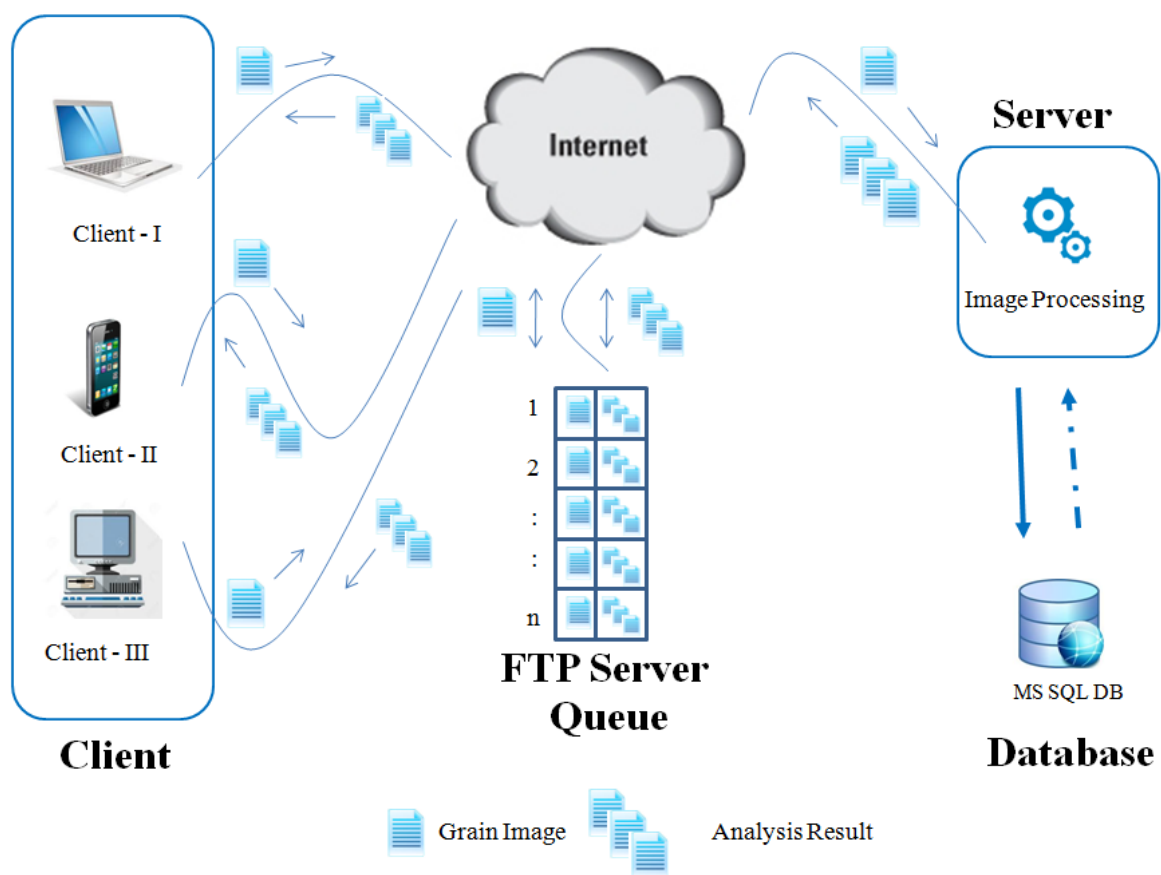 Internet
Server
Client - I
Image Processing
Client - II
1
2
:
:
n
Client - III
FTP Server
Queue
MS SQL DB
Client
Database
Grain Image
Analysis Result